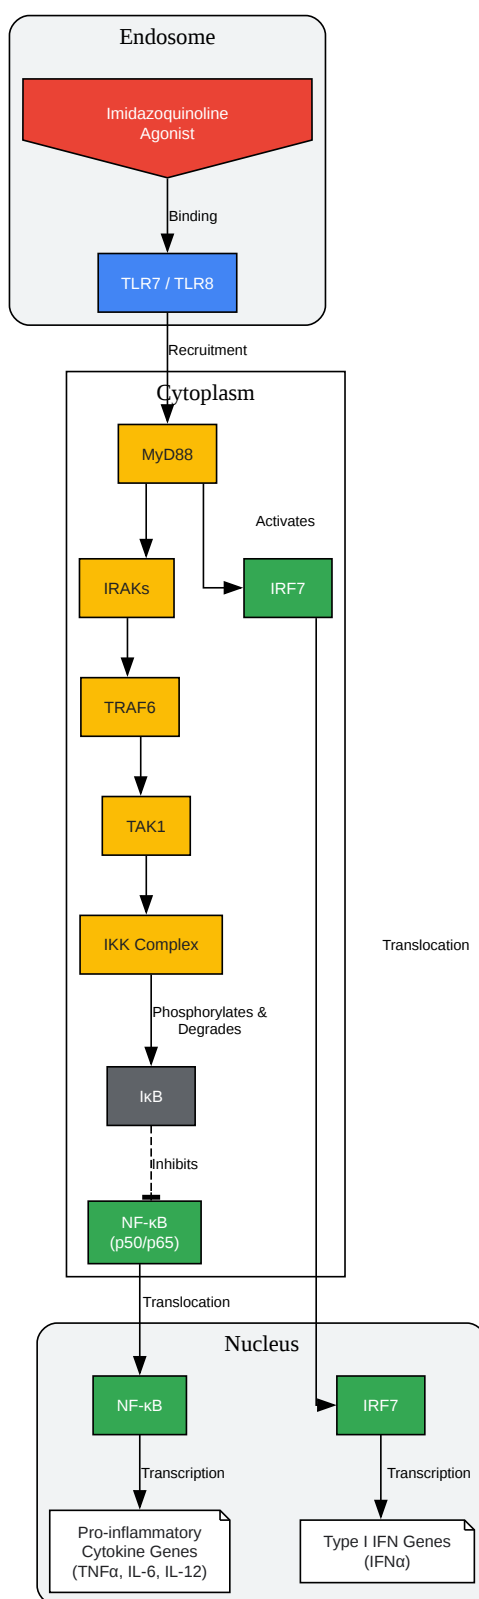 Endosome
Imidazoquinoline
Agonist
Binding
TLR7 / TLR8
Recruitment
Cytoplasm
MyD88
Activates
IRAKs
IRF7
TRAF6
TAK1
IKK Complex
Translocation
Phosphorylates &
Degrades
IκB
Inhibits
NF-κB
(p50/p65)
Translocation
Nucleus
NF-κB
IRF7
Transcription
Transcription
Pro-inflammatory
Cytokine Genes
(TNFα, IL-6, IL-12)
Type I IFN Genes
(IFNα)